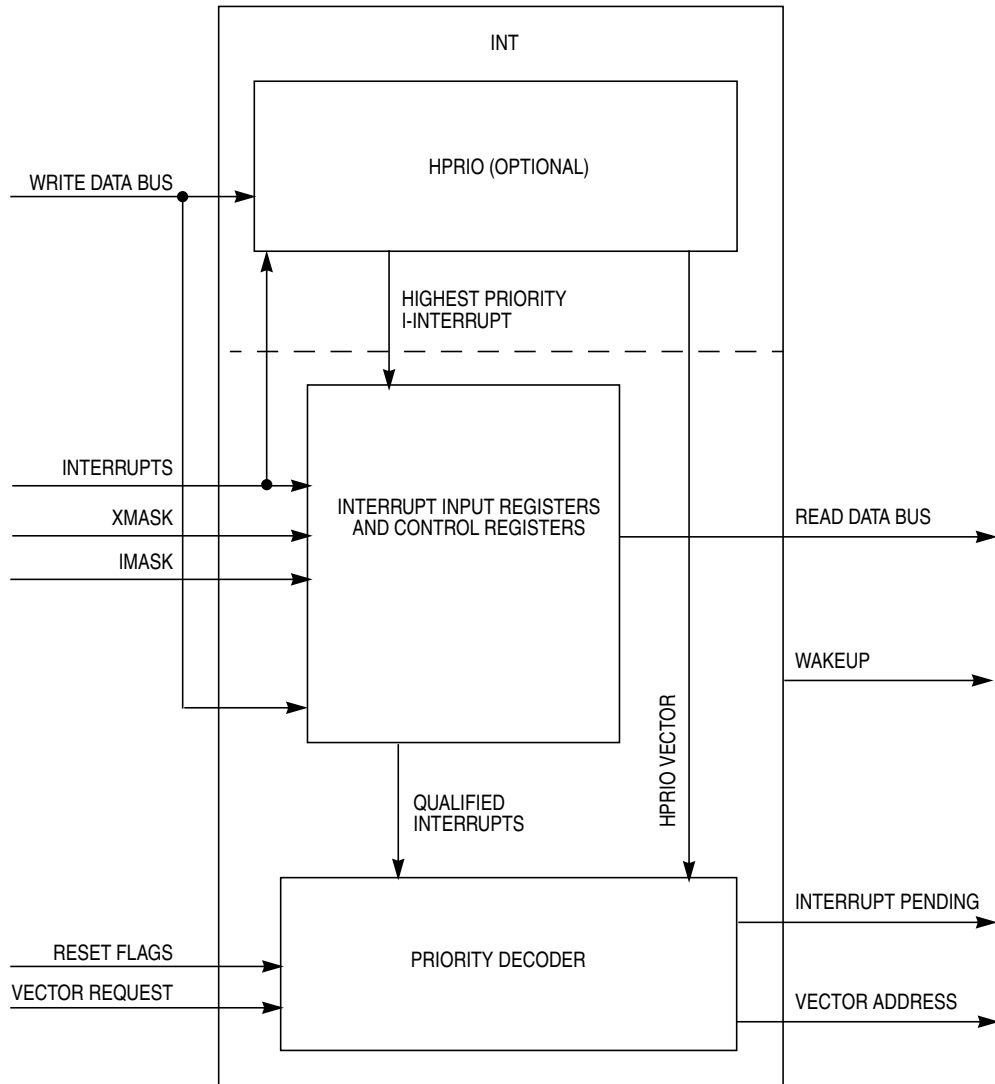 INT
HPRIO (OPTIONAL)
WRITE DATA BUS
HIGHEST PRIORITY
I-INTERRUPT
INTERRUPTS
XMASK
IMASK
INTERRUPT INPUT REGISTERS
AND CONTROL REGISTERS
READ DATA BUS
WAKEUP
HPRIO VECTOR
QUALIFIED
INTERRUPTS
INTERRUPT PENDING
RESET FLAGS
PRIORITY DECODER
VECTOR REQUEST
VECTOR ADDRESS